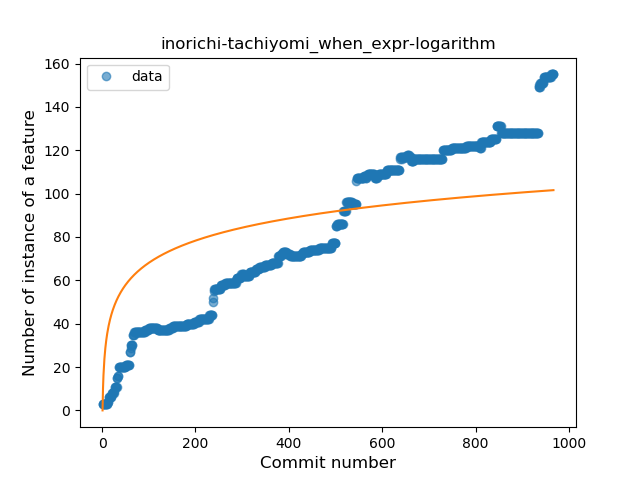 inorichi-tachiyomi_when_expr-logarithm
data
Number of instance of a feature
160
140
120
100
80
60
40
20
0
0 200 400 600 800 1000
Commit number